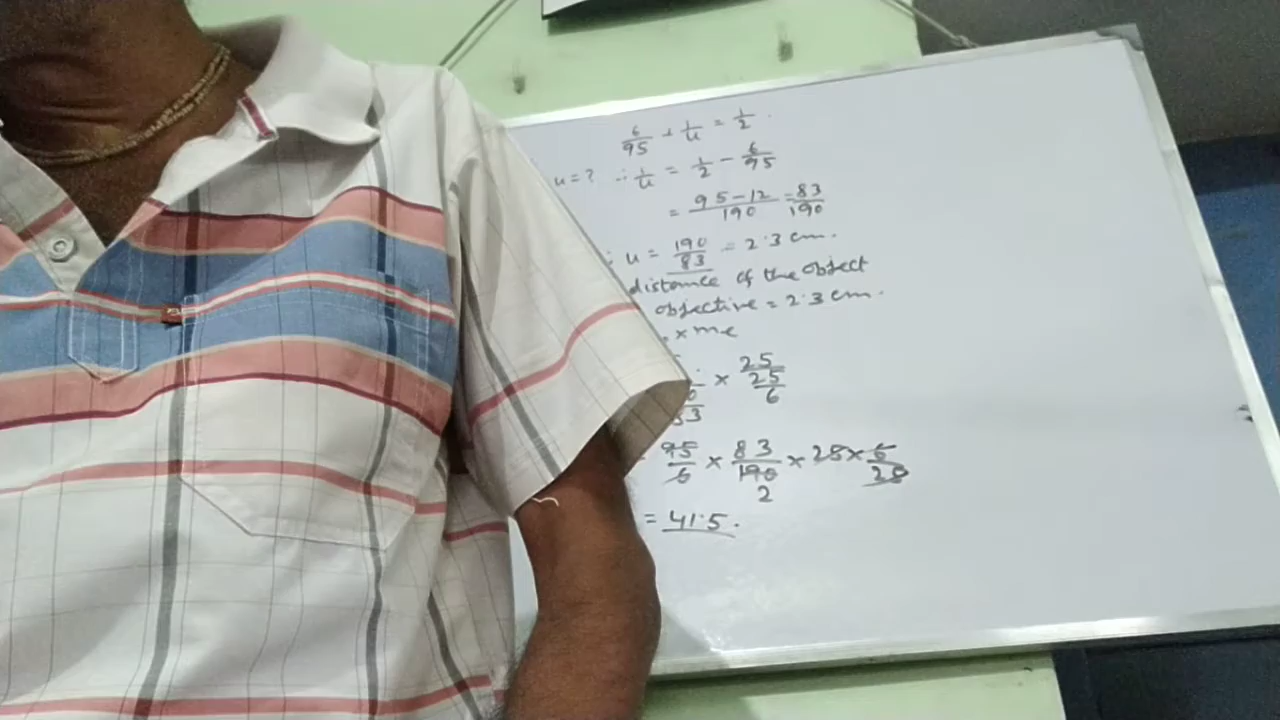 6/95 + 1/u = 1/2.
u = ? ∴ 1/u = 1/2 - 6/95
= 95-12/190 = 83/190
u = 190/83 = 2.3 cm.
distance of the object
objective = 2.3 cm.
× me
× 25/25/6
95/6 × 83/190 × 25 × 6/25
2
= 41.5.